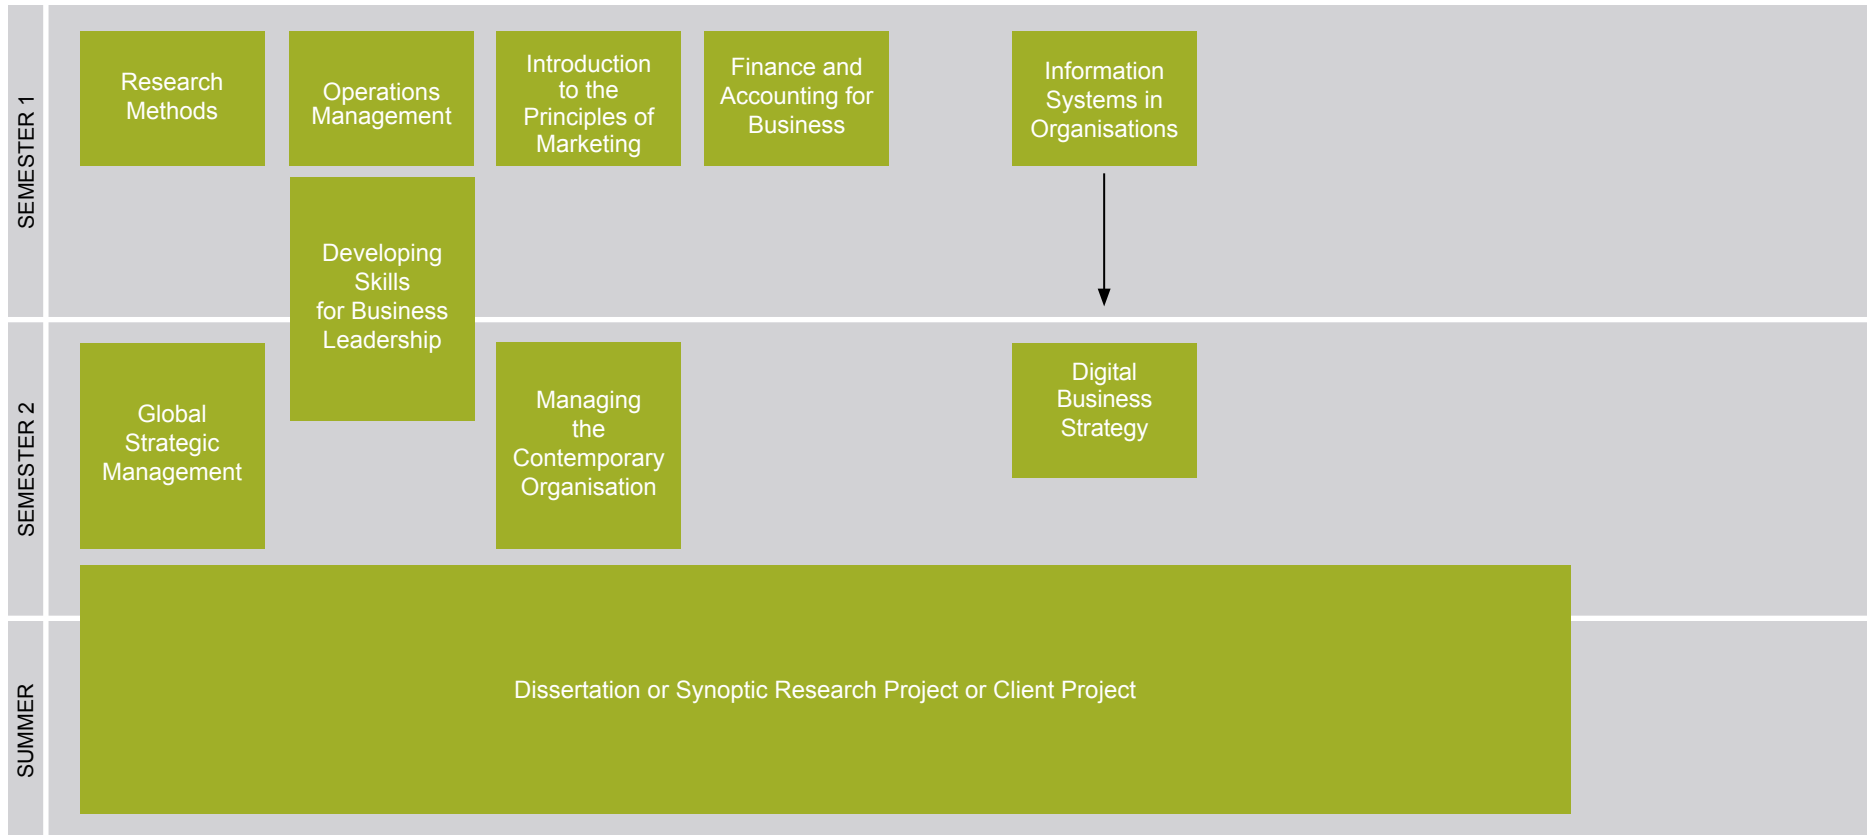 SEMESTER 1
Research
Methods
Operations
Management
Introduction
to the
Principles of
Marketing
Finance and
Accounting for
Business
Information
Systems in
Organisations
Developing
Skills
for Business
Leadership
SEMESTER 2
Global
Strategic
Management
Managing
the
Contemporary
Organisation
Digital
Business
Strategy
SUMMER
Dissertation or Synoptic Research Project or Client Project